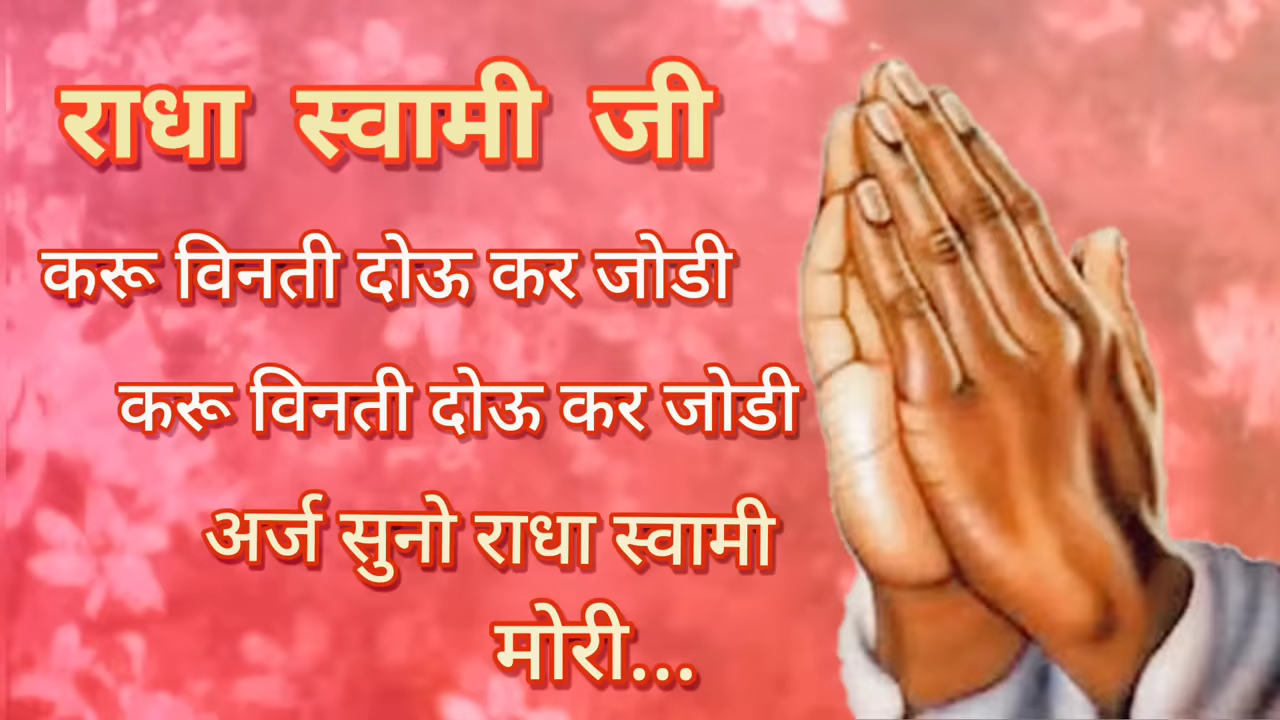 राधा स्वामी जी
करू विनती दोऊ कर जोडी
करू विनती दोऊ कर जोडी
अर्ज सुनो राधा स्वामी
मोरी...